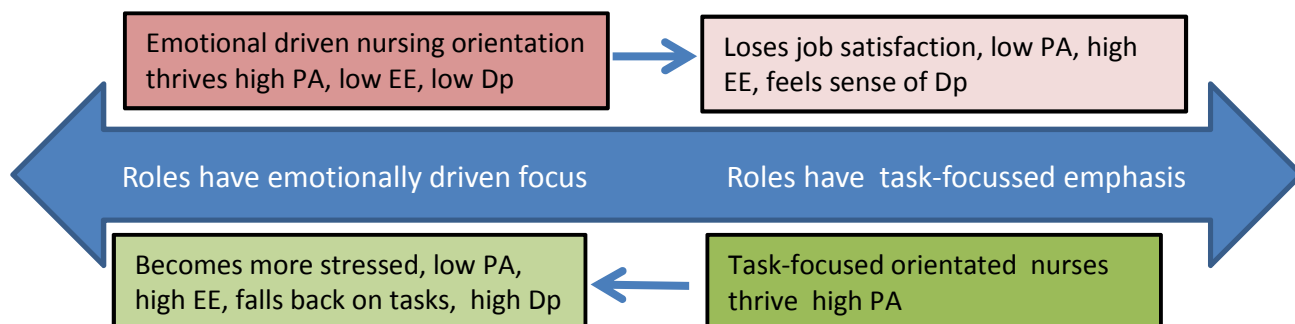 Emotional driven nursing orientation
thrives high PA, low EE, low Dp
Loses job satisfaction, low PA, high
EE, feels sense of Dp
Roles have emotionally driven focus
Roles have task-focussed emphasis
Becomes more stressed, low PA,
high EE, falls back on tasks, high Dp
Task-focused orientated nurses
thrive high PA